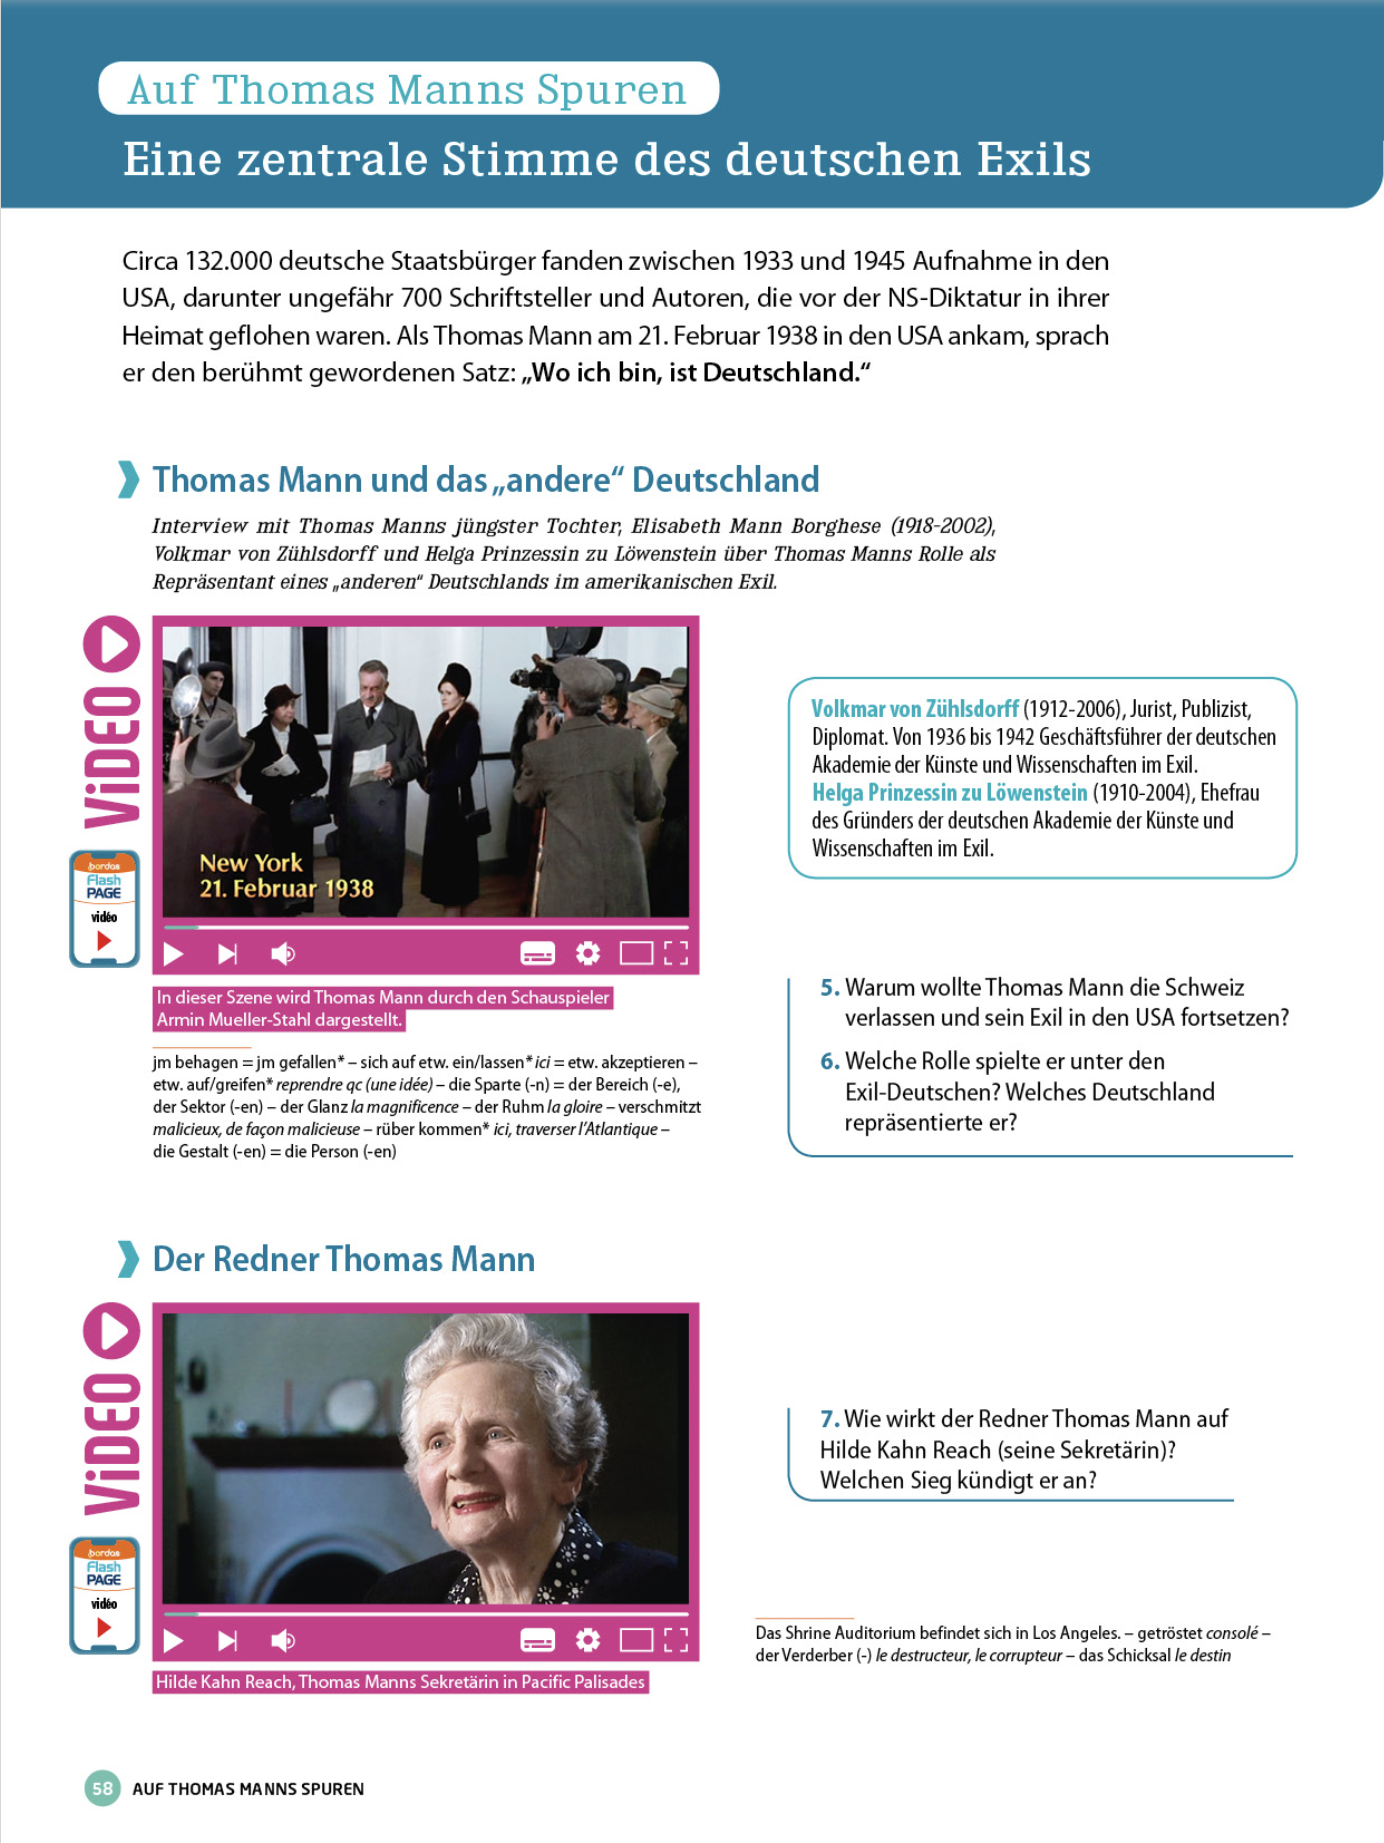 Auf Thomas Manns Spuren
Eine zentrale Stimme des deutschen Exils
Circa 132.000 deutsche Staatsbürger fanden zwischen 1933 und 1945 Aufnahme in den
USA, darunter ungefähr 700 Schriftsteller und Autoren, die vor der NS-Diktatur in ihrer
Heimat geflohen waren. Als Thomas Mann am 21. Februar 1938 in den USA ankam, sprach
er den berühmt gewordenen Satz: „Wo ich bin, ist Deutschland.“
Thomas Mann und das „andere“ Deutschland
Interview mit Thomas Manns jüngster Tochter, Elisabeth Mann Borghese (1918-2002),
Volkmar von Zühlsdorff und Helga Prinzessin zu Löwenstein über Thomas Manns Rolle als
Repräsentant eines „anderen“ Deutschlands im amerikanischen Exil.
ViDEO
bordas
Flash
PAGE
vidéo
New York
21. Februar 1938
In dieser Szene wird Thomas Mann durch den Schauspieler
Armin Mueller-Stahl dargestellt.
jm behagen = jm gefallen* – sich auf etw. ein/lassen* ici = etw. akzeptieren –
etw. auf/greifen* reprendre qc (une idée) – die Sparte (-n) = der Bereich (-e),
der Sektor (-en) – der Glanz la magnificence – der Ruhm la gloire – verschmitzt
malicieux, de façon malicieuse – rüber kommen* ici, traverser l’Atlantique –
die Gestalt (-en) = die Person (-en)
Volkmar von Zühlsdorff (1912-2006), Jurist, Publizist,
Diplomat. Von 1936 bis 1942 Geschäftsführer der deutschen
Akademie der Künste und Wissenschaften im Exil.
Helga Prinzessin zu Löwenstein (1910-2004), Ehefrau
des Gründers der deutschen Akademie der Künste und
Wissenschaften im Exil.
5. Warum wollte Thomas Mann die Schweiz
verlassen und sein Exil in den USA fortsetzen?
6. Welche Rolle spielte er unter den
Exil-Deutschen? Welches Deutschland
repräsentierte er?
Der Redner Thomas Mann
ViDEO
bordas
Flash
PAGE
vidéo
Hilde Kahn Reach, Thomas Manns Sekretärin in Pacific Palisades
7. Wie wirkt der Redner Thomas Mann auf
Hilde Kahn Reach (seine Sekretärin)?
Welchen Sieg kündigt er an?
Das Shrine Auditorium befindet sich in Los Angeles. – getröstet consolé –
der Verderber (-) le destructeur, le corrupteur – das Schicksal le destin
58 AUF THOMAS MANNS SPUREN